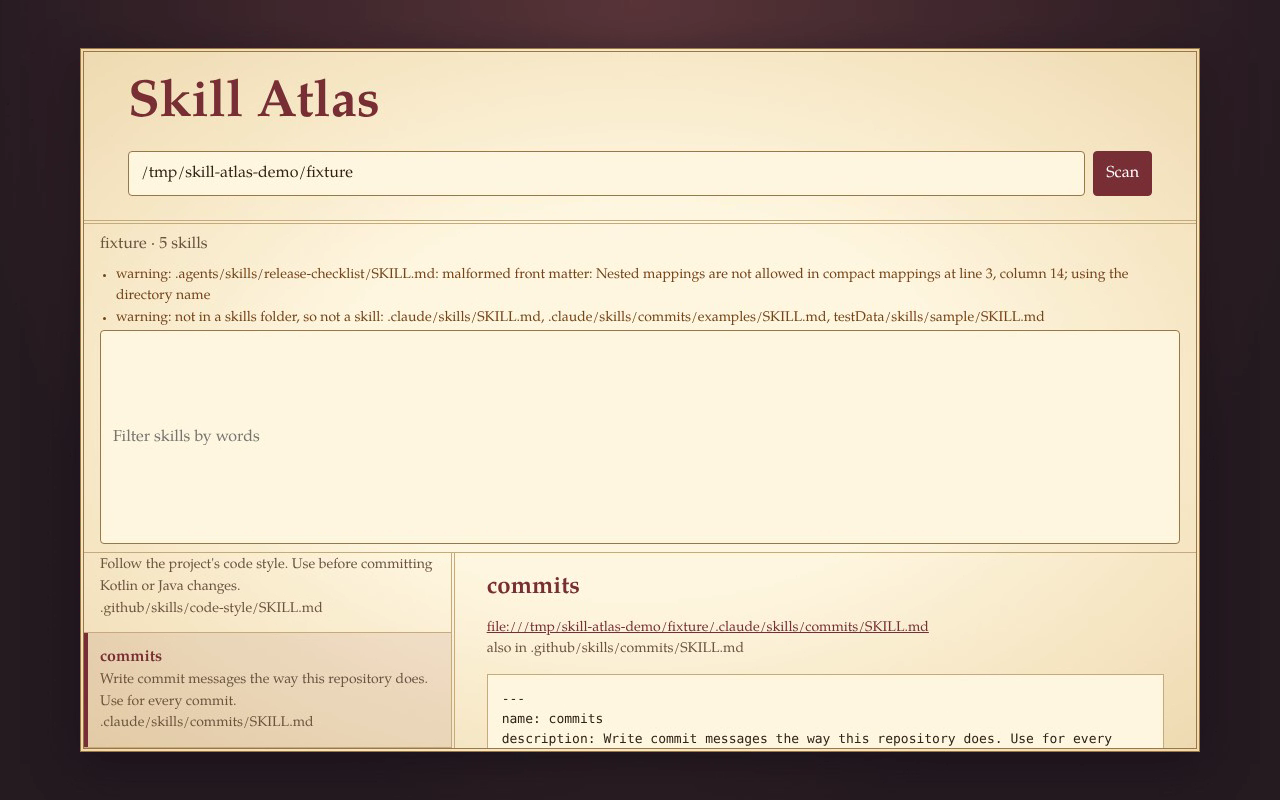 Skill Atlas
/tmp/skill-atlas-demo/fixture
Scan
fixture · 5 skills
• warning: .agents/skills/release-checklist/SKILL.md: malformed front matter: Nested mappings are not allowed in compact mappings at line 3, column 14; using the
directory name
• warning: not in a skills folder, so not a skill: .claude/skills/SKILL.md, .claude/skills/commits/examples/SKILL.md, testData/skills/sample/SKILL.md
Filter skills by words
Follow the project's code style. Use before committing
Kotlin or Java changes.
.github/skills/code-style/SKILL.md
commits
Write commit messages the way this repository does.
Use for every commit.
.claude/skills/commits/SKILL.md
commits
file:///tmp/skill-atlas-demo/fixture/.claude/skills/commits/SKILL.md
also in .github/skills/commits/SKILL.md
---
name: commits
description: Write commit messages the way this repository does. Use for every